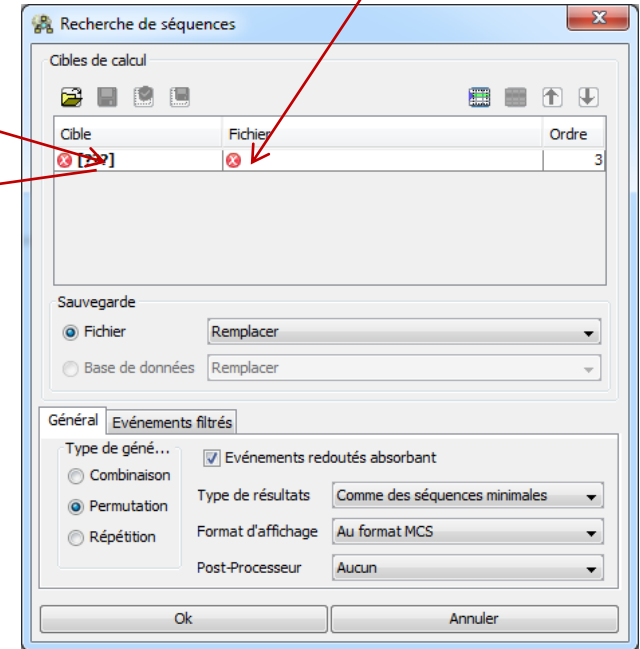 Recherche de séquences
Cibles de calcul
Cible Fichier Ordre
[???] 3
Sauvegarde
Fichier Remplacer
Base de données Remplacer
Général Evénements filtrés
Type de géné...
Evénements redoutés absorbant
Combinaison
Type de résultats Comme des séquences minimales
Permutation
Format d'affichage Au format MCS
Répétition
Post-Processeur Aucun
Ok Annuler